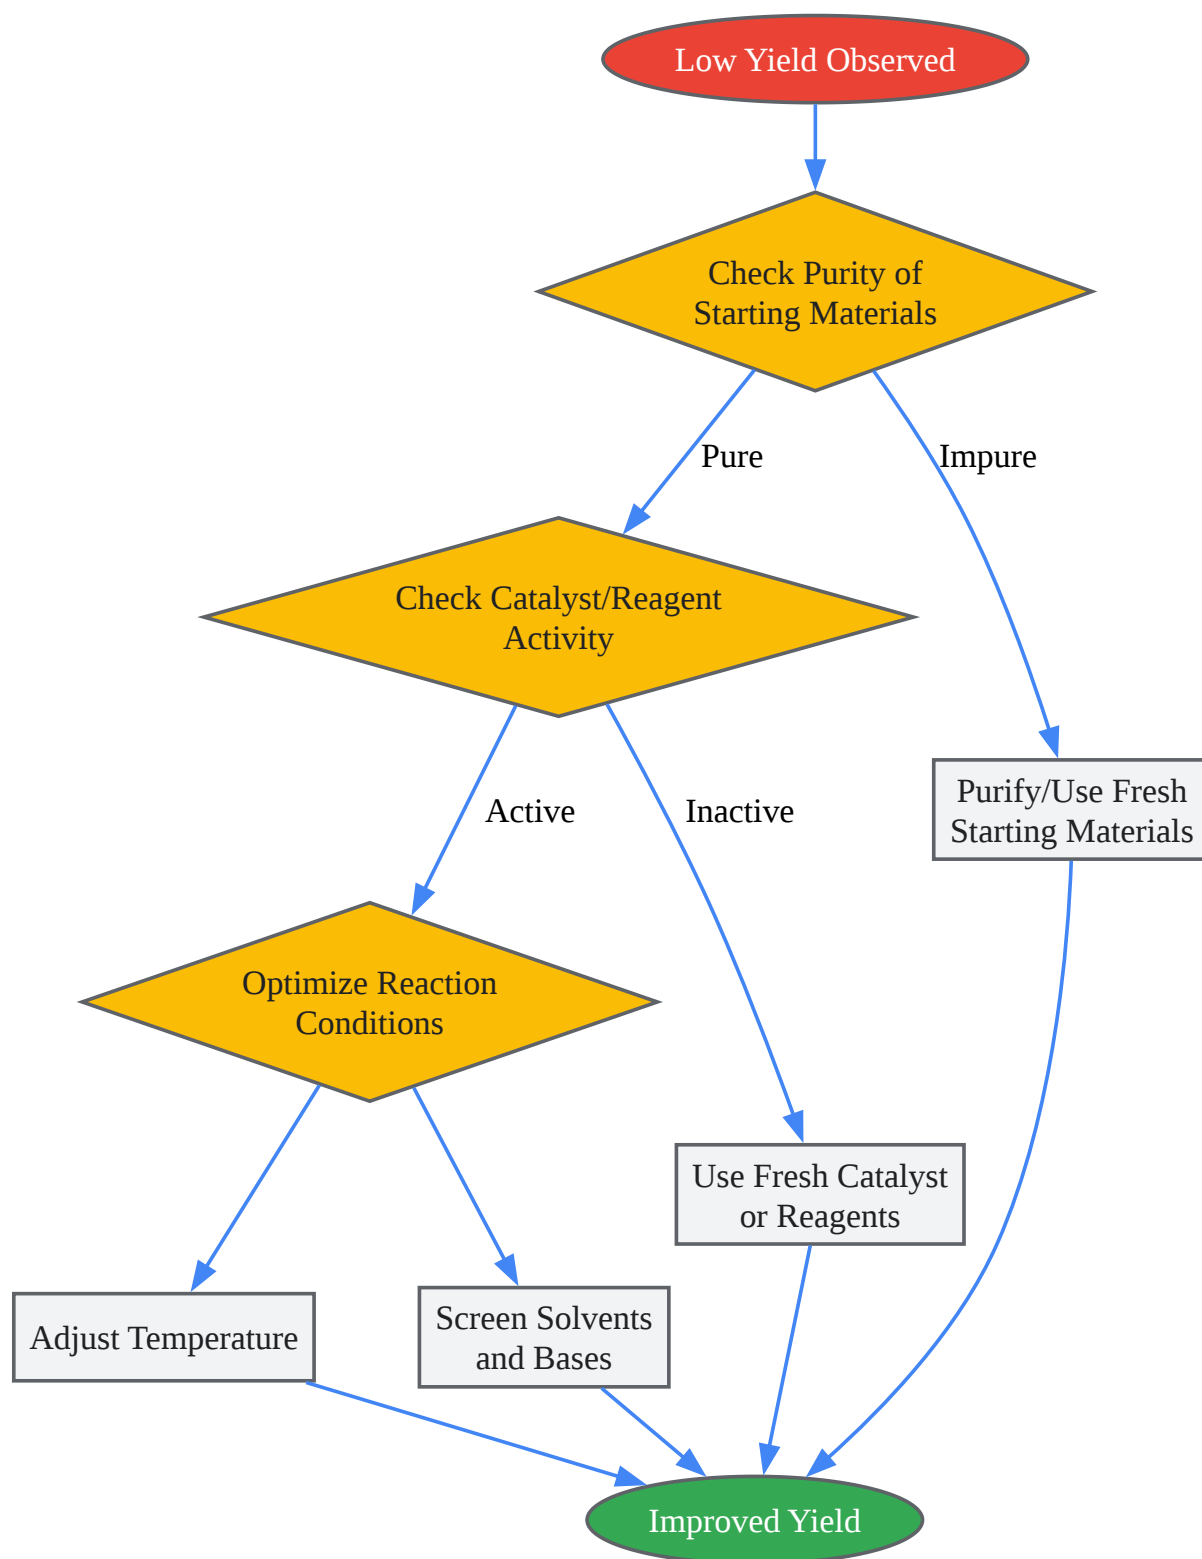 Low Yield Observed
Check Purity of
Starting Materials
Pure
Impure
Check Catalyst/Reagent
Activity
Purify/Use Fresh
Starting Materials
Active
Inactive
Optimize Reaction
Conditions
Use Fresh Catalyst
or Reagents
Adjust Temperature
Screen Solvents
and Bases
Improved Yield